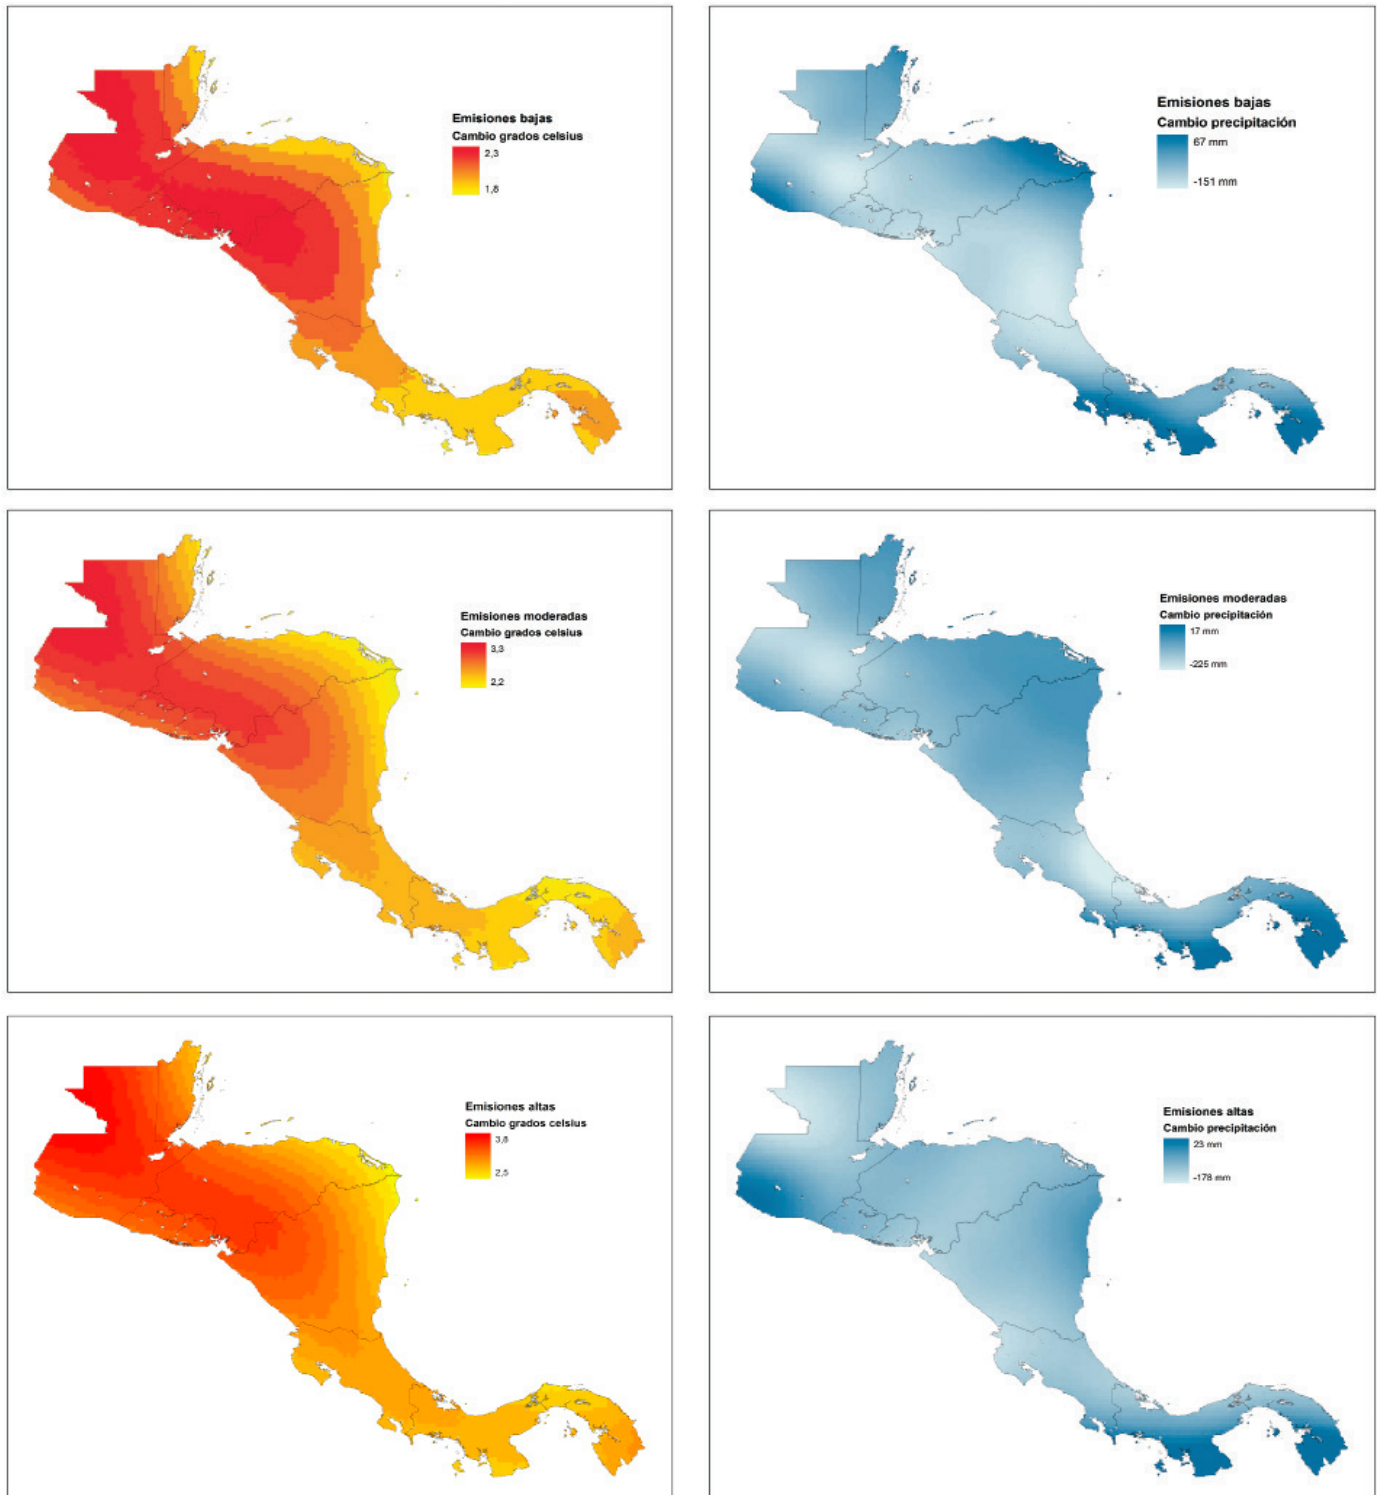 Emisiones bajas
Cambio grados celsius
2,3
1,8
Emisiones bajas
Cambio precipitación
67 mm
-151 mm
Emisiones moderadas
Cambio grados celsius
3,3
2,2
Emisiones moderadas
Cambio precipitación
17 mm
-225 mm
Emisiones altas
Cambio grados celsius
3,8
2,5
Emisiones altas
Cambio precipitación
23 mm
-178 mm